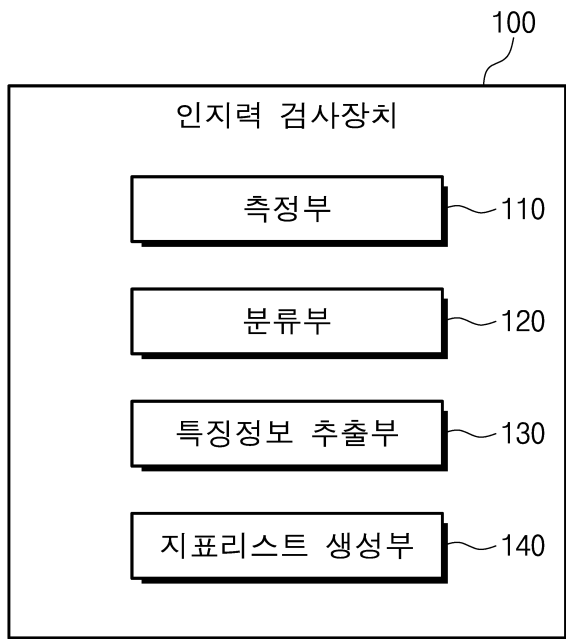 100
인지력 검사장치
측정부 110
분류부 120
특징정보 추출부 130
지표리스트 생성부 140